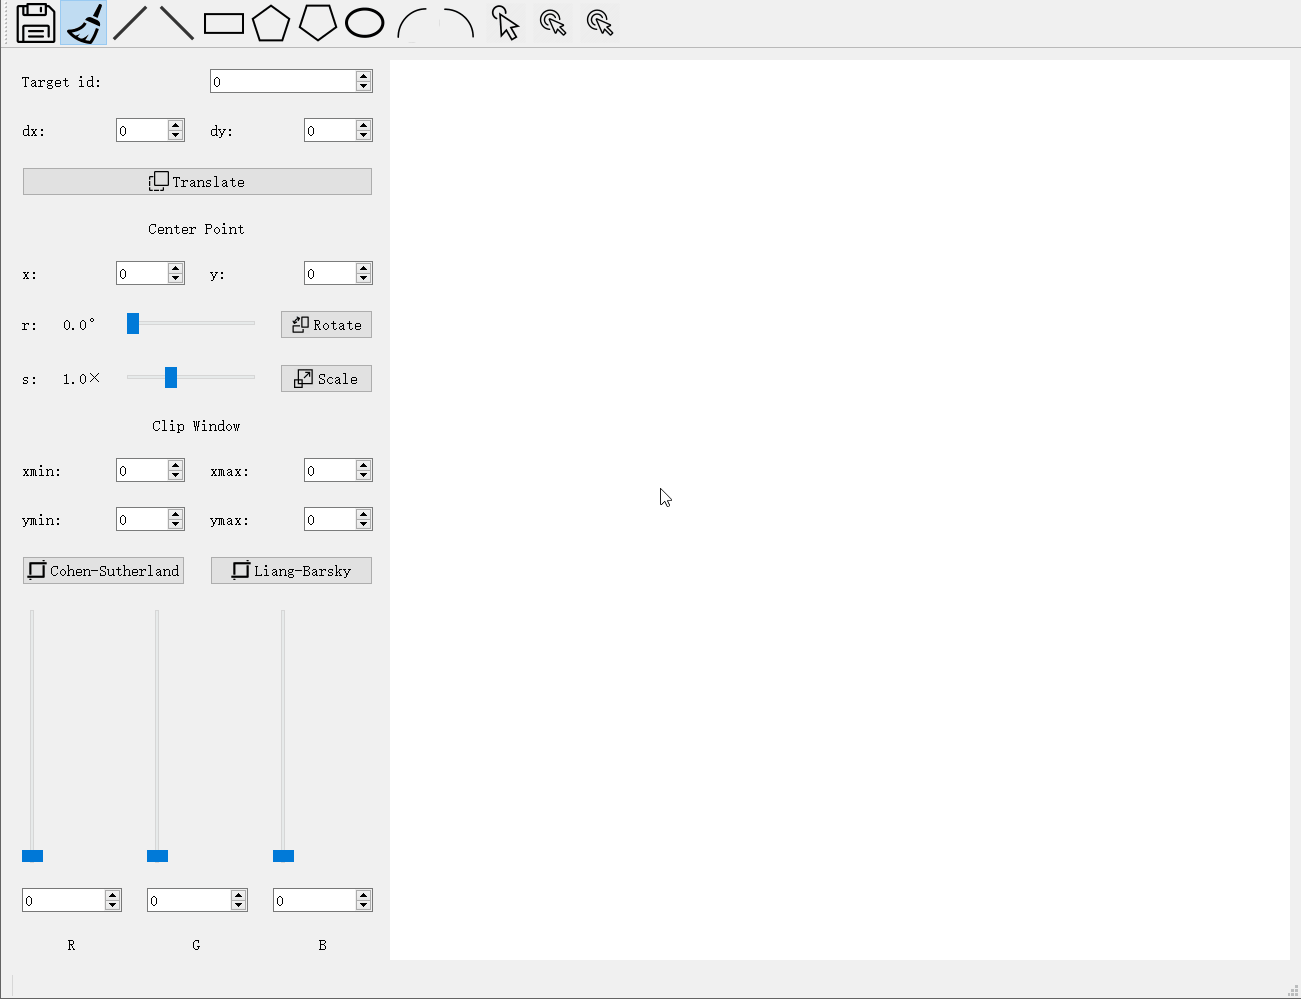 Target id: 0
dx: 0 dy: 0
Translate
Center Point
x: 0 y: 0
r: 0.0° Rotate
s: 1.0× Scale
Clip Window
xmin: 0 xmax: 0
ymin: 0 ymax: 0
Cohen-Sutherland Liang-Barsky
0 0 0
R G B